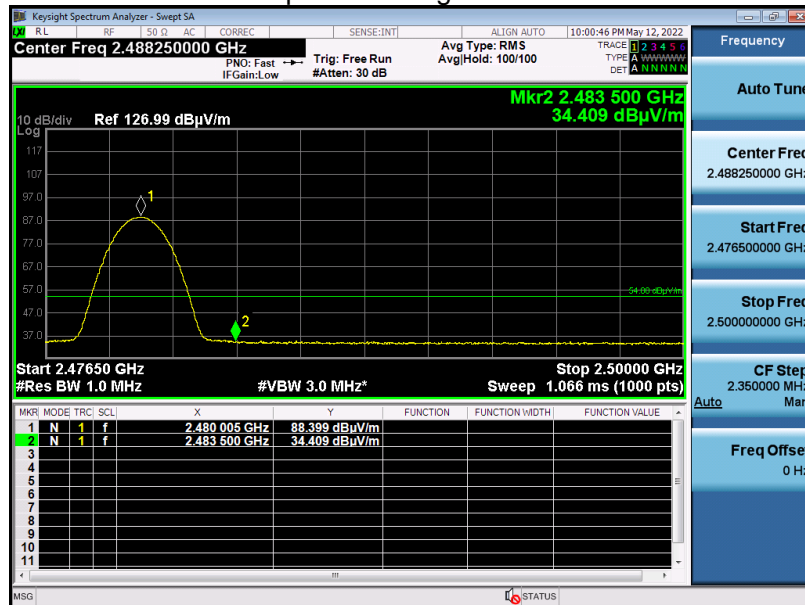 Keysight Spectrum Analyzer - Swept SA
LXI RL RF 50 Ω AC CORREC SENSE:INT ALIGN AUTO 10:00:46 PM May 12, 2022
Center Freq 2.488250000 GHz
PNO: Fast
IFGain:Low
Trig: Free Run
#Atten: 30 dB
Avg Type: RMS
Avg|Hold: 100/100
TRACE 1 2 3 4 5 6
TYPE A WWWWW
DET A N N N N N
Mkr2 2.483 500 GHz
34.409 dBµV/m
10 dB/div Ref 126.99 dBµV/m
Log
117
107
97.0
87.0
77.0
67.0
57.0
47.0
37.0
1
54.00 dBµV/m
2
Start 2.47650 GHz Stop 2.50000 GHz
#Res BW 1.0 MHz #VBW 3.0 MHz* Sweep 1.066 ms (1000 pts)
MKR MODE TRC SCL X Y FUNCTION FUNCTION WIDTH FUNCTION VALUE
1 N 1 f 2.480 005 GHz 88.399 dBµV/m
2 N 1 f 2.483 500 GHz 34.409 dBµV/m
3
4
5
6
7
8
9
10
11
MSG STATUS
Frequency
Auto Tune
Center Freq
2.488250000 GHz
Start Freq
2.476500000 GHz
Stop Freq
2.500000000 GHz
CF Step
2.350000 MHz
Auto Man
Freq Offset
0 Hz